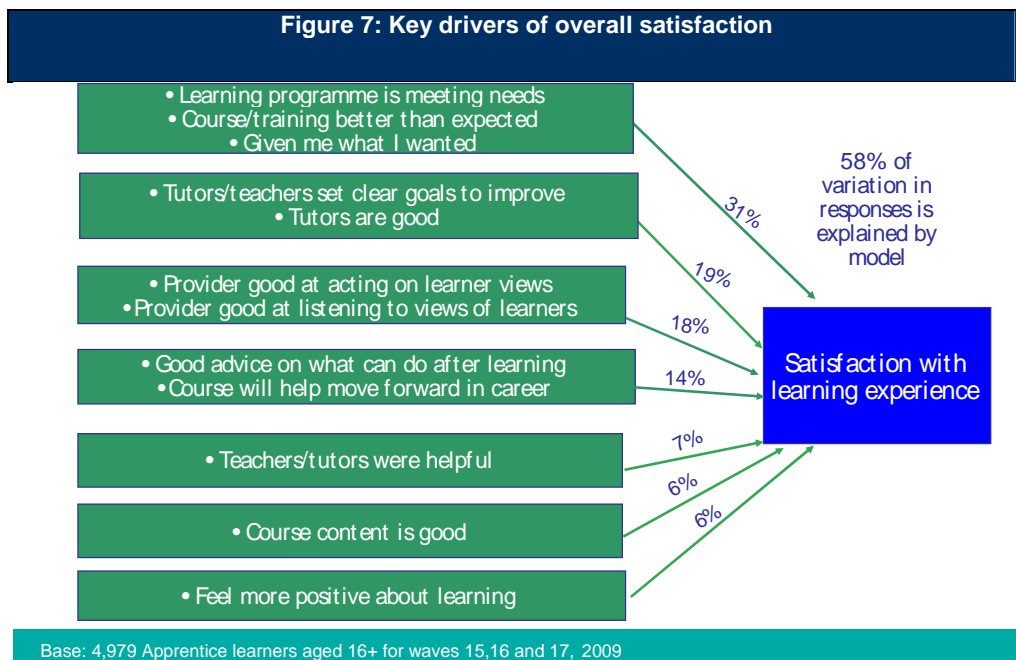 Figure 7: Key drivers of overall satisfaction
• Learning programme is meeting needs
• Course/training better than expected
• Given me what I wanted
58% of
variation in
responses is
explained by
model
31%
• Tutors/teachers set clear goals to improve
• Tutors are good
19%
• Provider good at acting on learner views
•Provider good at listening to views of learners
18%
• Good advice on what can do after learning
•Course will help move forward in career
14%
Satisfaction with
learning experience
• Teachers/tutors were helpful
7%
• Course content is good
6%
• Feel more positive about learning
6%
Base: 4,979 Apprentice learners aged 16+ for waves 15,16 and 17, 2009